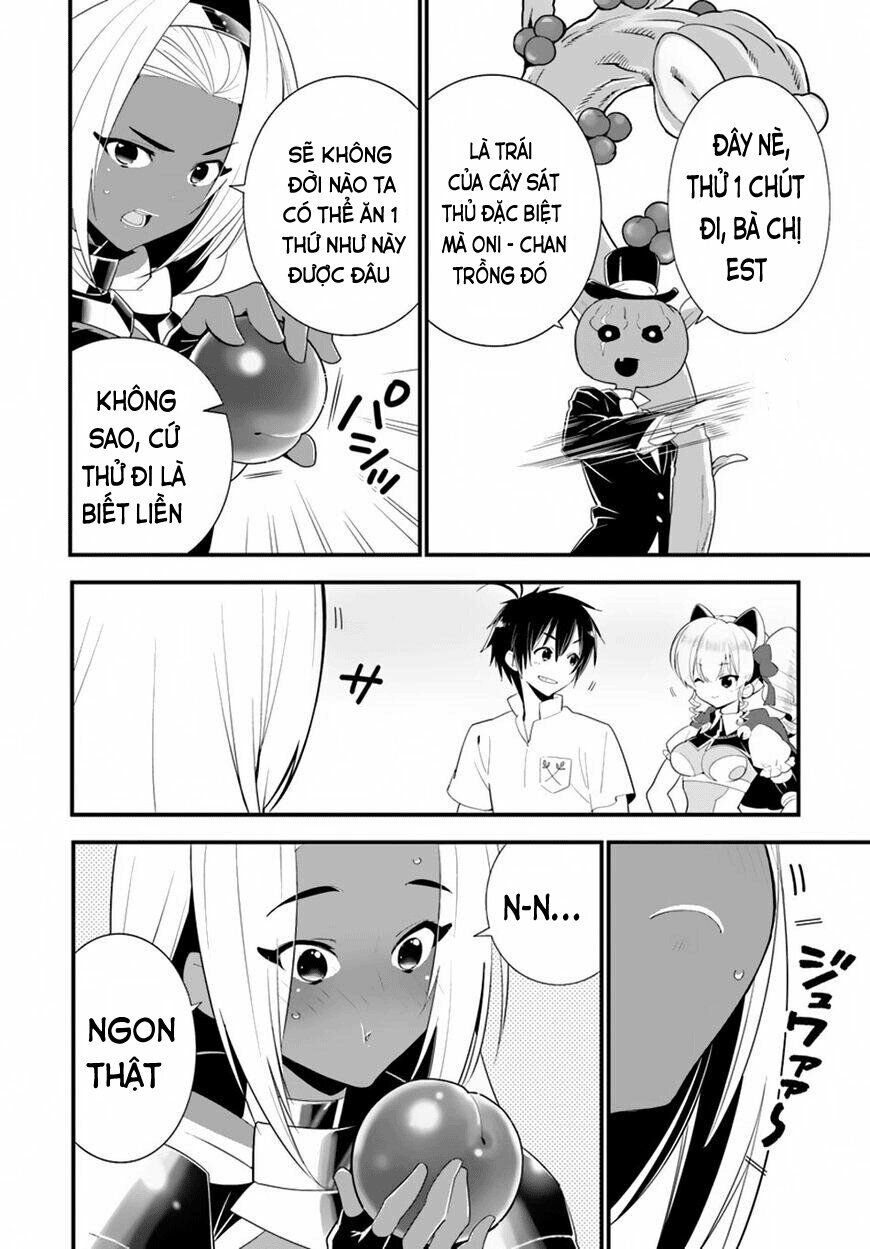 ĐÂY NÈ,
THỬ 1 CHÚT
ĐI, BÀ CHỊ
EST
LÀ TRÁI
CỦA CÂY SÁT
THỦ ĐẶC BIỆT
MÀ ONI - CHAN
TRỒNG ĐÓ
SẼ KHÔNG
ĐỜI NÀO TA
CÓ THỂ ĂN 1
THỨ NHƯ NÀY
ĐƯỢC ĐÂU
KHÔNG
SAO, CỨ
THỬ ĐI LÀ
BIẾT LIỀN
パシッ
ジュワァァ~
N-N...
NGON
THẬT